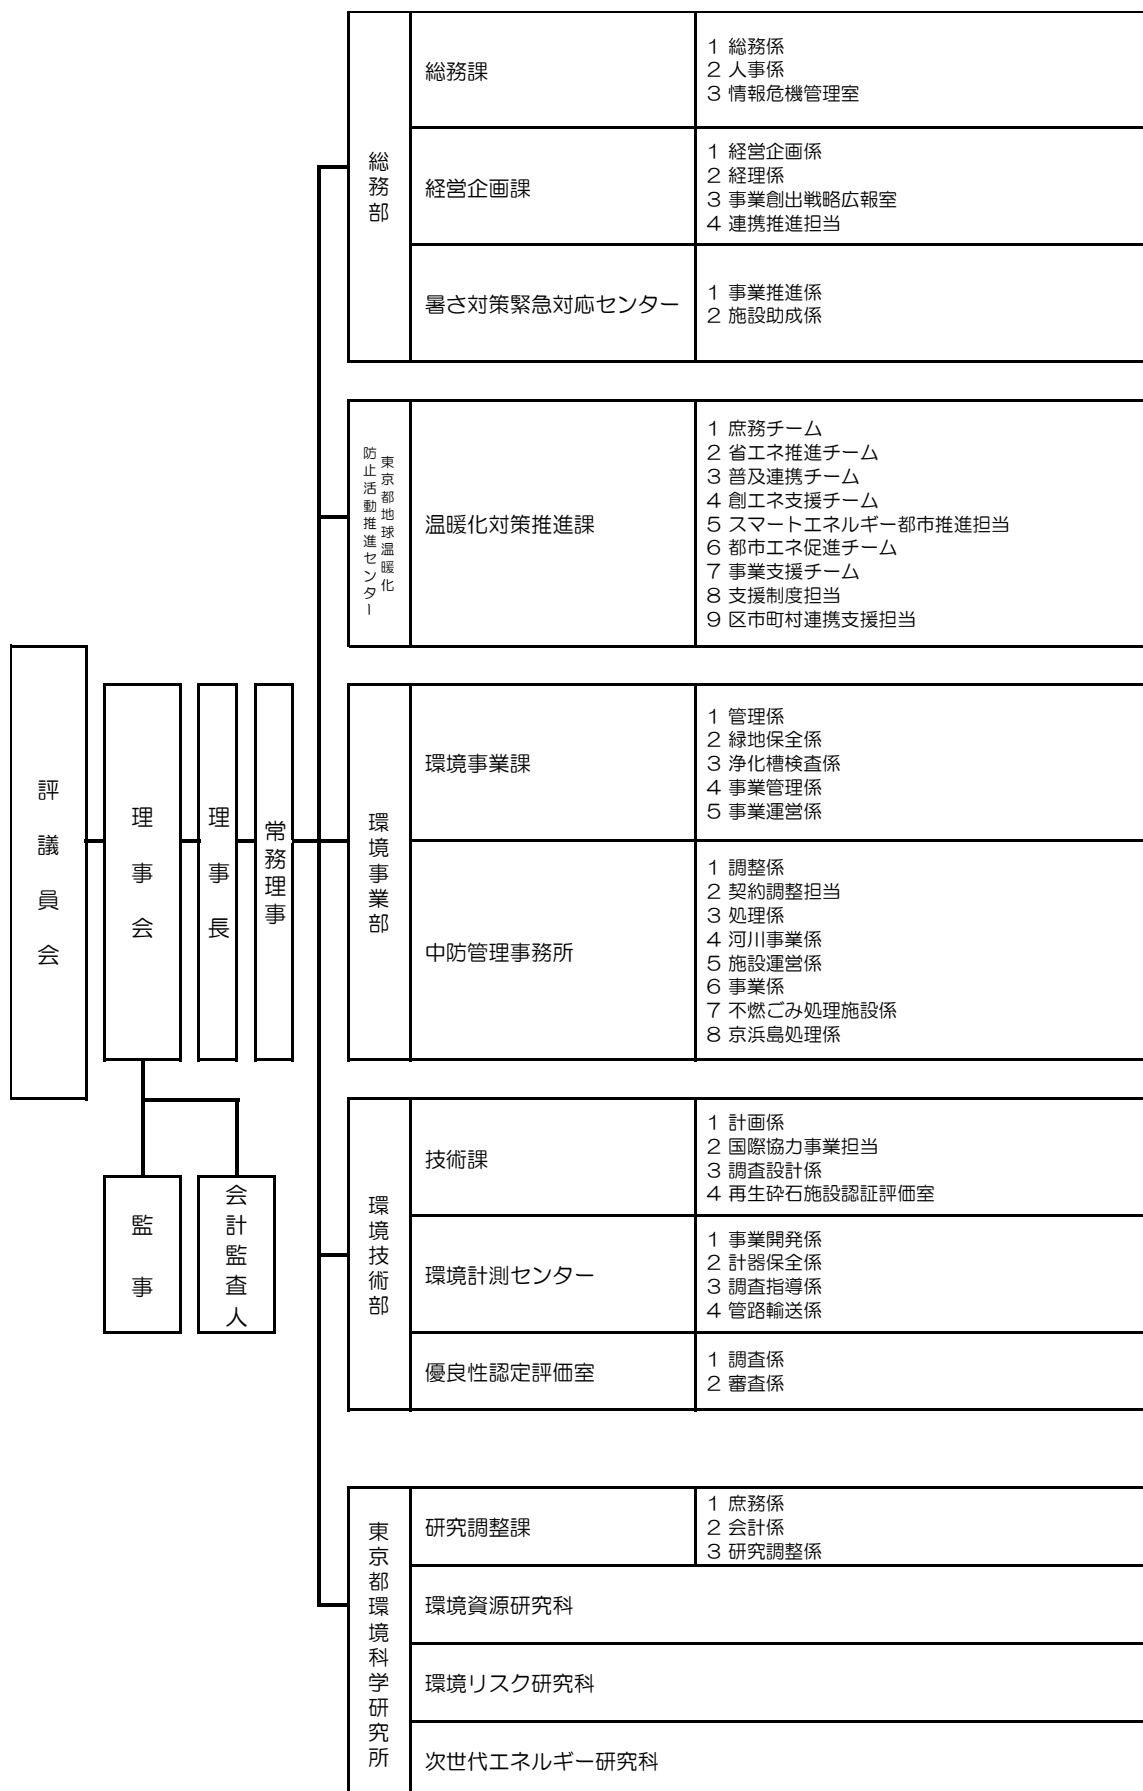 評議員会
理事会
理事長
常務理事
監事
会計監査人
総務部
総務課
1 総務係
2 人事係
3 情報危機管理室
経営企画課
1 経営企画係
2 経理係
3 事業創出戦略広報室
4 連携推進担当
暑さ対策緊急対応センター
1 事業推進係
2 施設助成係
東京都地球温暖化
防止活動推進センター
温暖化対策推進課
1 庶務チーム
2 省エネ推進チーム
3 普及連携チーム
4 創エネ支援チーム
5 スマートエネルギー都市推進担当
6 都市エネ促進チーム
7 事業支援チーム
8 支援制度担当
9 区市町村連携支援担当
環境事業部
環境事業課
1 管理係
2 緑地保全係
3 浄化槽検査係
4 事業管理係
5 事業運営係
中防管理事務所
1 調整係
2 契約調整担当
3 処理係
4 河川事業係
5 施設運営係
6 事業係
7 不燃ごみ処理施設係
8 京浜島処理係
環境技術部
技術課
1 計画係
2 国際協力事業担当
3 調査設計係
4 再生砕石施設認証評価室
環境計測センター
1 事業開発係
2 計器保全係
3 調査指導係
4 管路輸送係
優良性認定評価室
1 調査係
2 審査係
東京都環境科学研究所
研究調整課
1 庶務係
2 会計係
3 研究調整係
環境資源研究科
環境リスク研究科
次世代エネルギー研究科